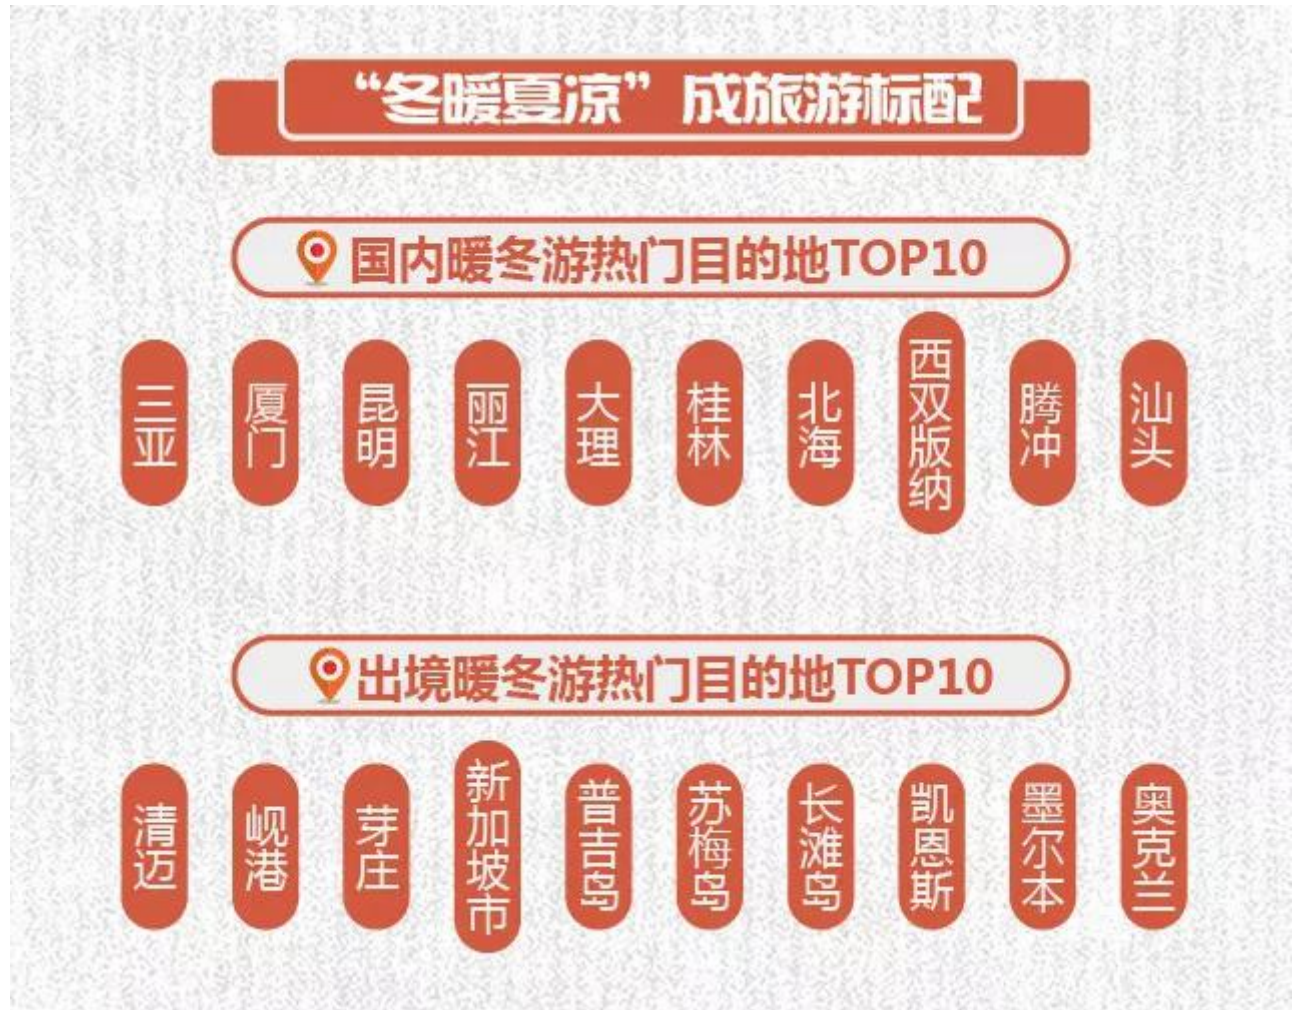 “冬暖夏凉”成旅游标配
国内暖冬游热门目的地TOP10
三亚
厦门
昆明
丽江
大理
桂林
北海
西双版纳
腾冲
汕头
出境暖冬游热门目的地TOP10
清迈
岘港
芽庄
新加坡市
普吉岛
苏梅岛
长滩岛
凯恩斯
墨尔本
奥克兰